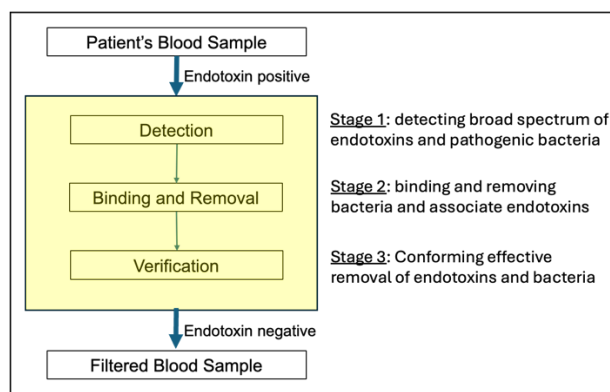 Patient's Blood Sample
Endotoxin positive
Detection
Stage 1: detecting broad spectrum of
endotoxins and pathogenic bacteria
Binding and Removal
Stage 2: binding and removing
bacteria and associate endotoxins
Verification
Stage 3: Conforming effective
removal of endotoxins and bacteria
Endotoxin negative
Filtered Blood Sample